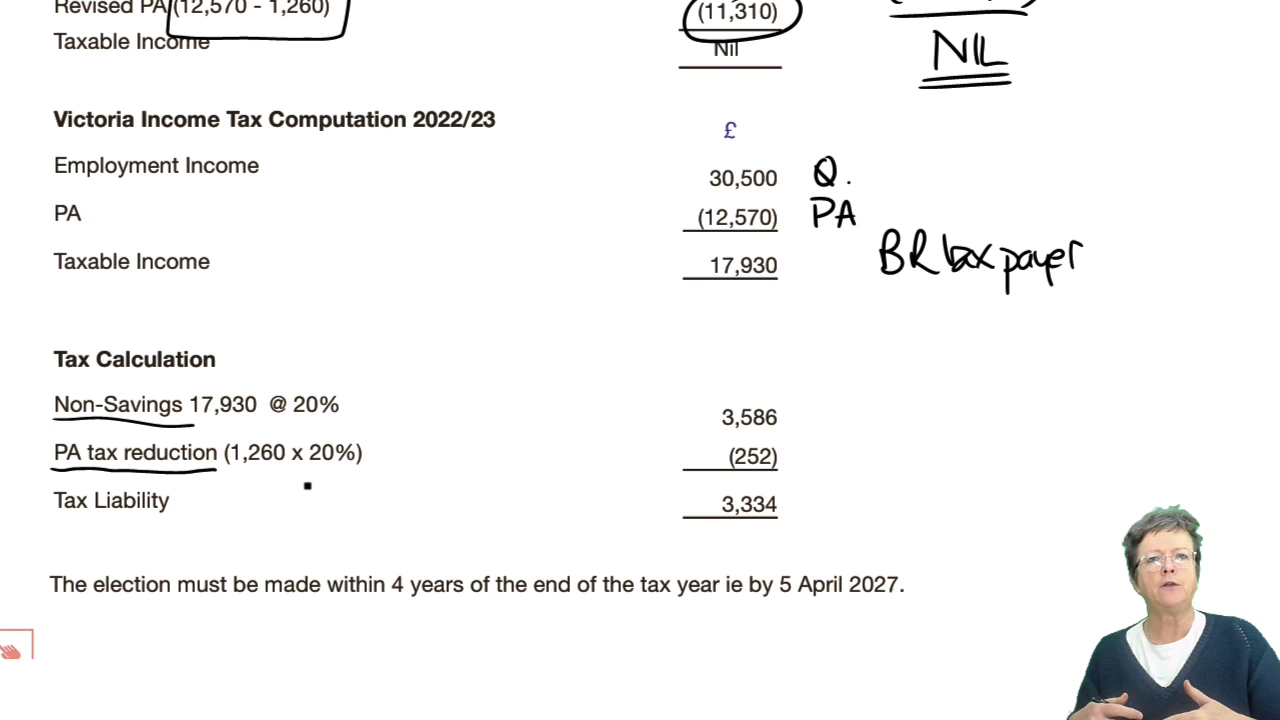 Revised PA (12,570 - 1,260) (11,310)
Taxable Income Nil NIL
Victoria Income Tax Computation 2022/23 £
Employment Income 30,500 Q.
PA (12,570) PA
Taxable Income 17,930 BR tax payer
Tax Calculation
Non-Savings 17,930 @ 20% 3,586
PA tax reduction (1,260 x 20%) (252)
Tax Liability 3,334
The election must be made within 4 years of the end of the tax year ie by 5 April 2027.